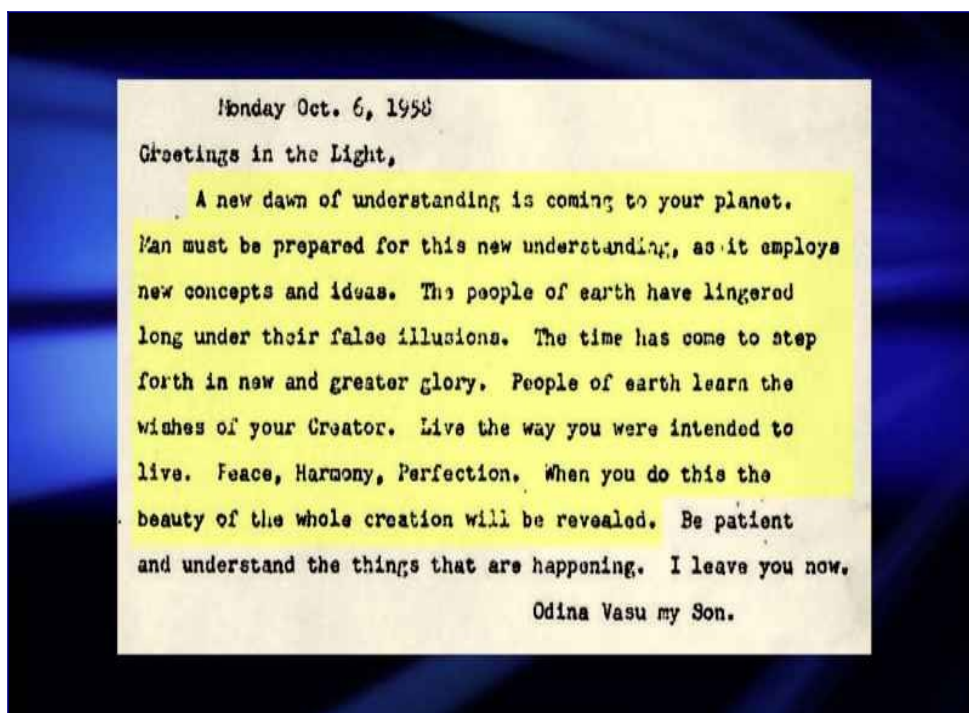 Monday Oct. 6, 1958
Greetings in the Light,
A new dawn of understanding is coming to your planet.
Man must be prepared for this new understanding, as it employs
new concepts and ideas. The people of earth have lingered
long under their false illusions. The time has come to step
forth in new and greater glory. People of earth learn the
wishes of your Creator. Live the way you were intended to
live. Peace, Harmony, Perfection. When you do this the
beauty of the whole creation will be revealed. Be patient
and understand the things that are happening. I leave you now.
Odina Vasu my Son.